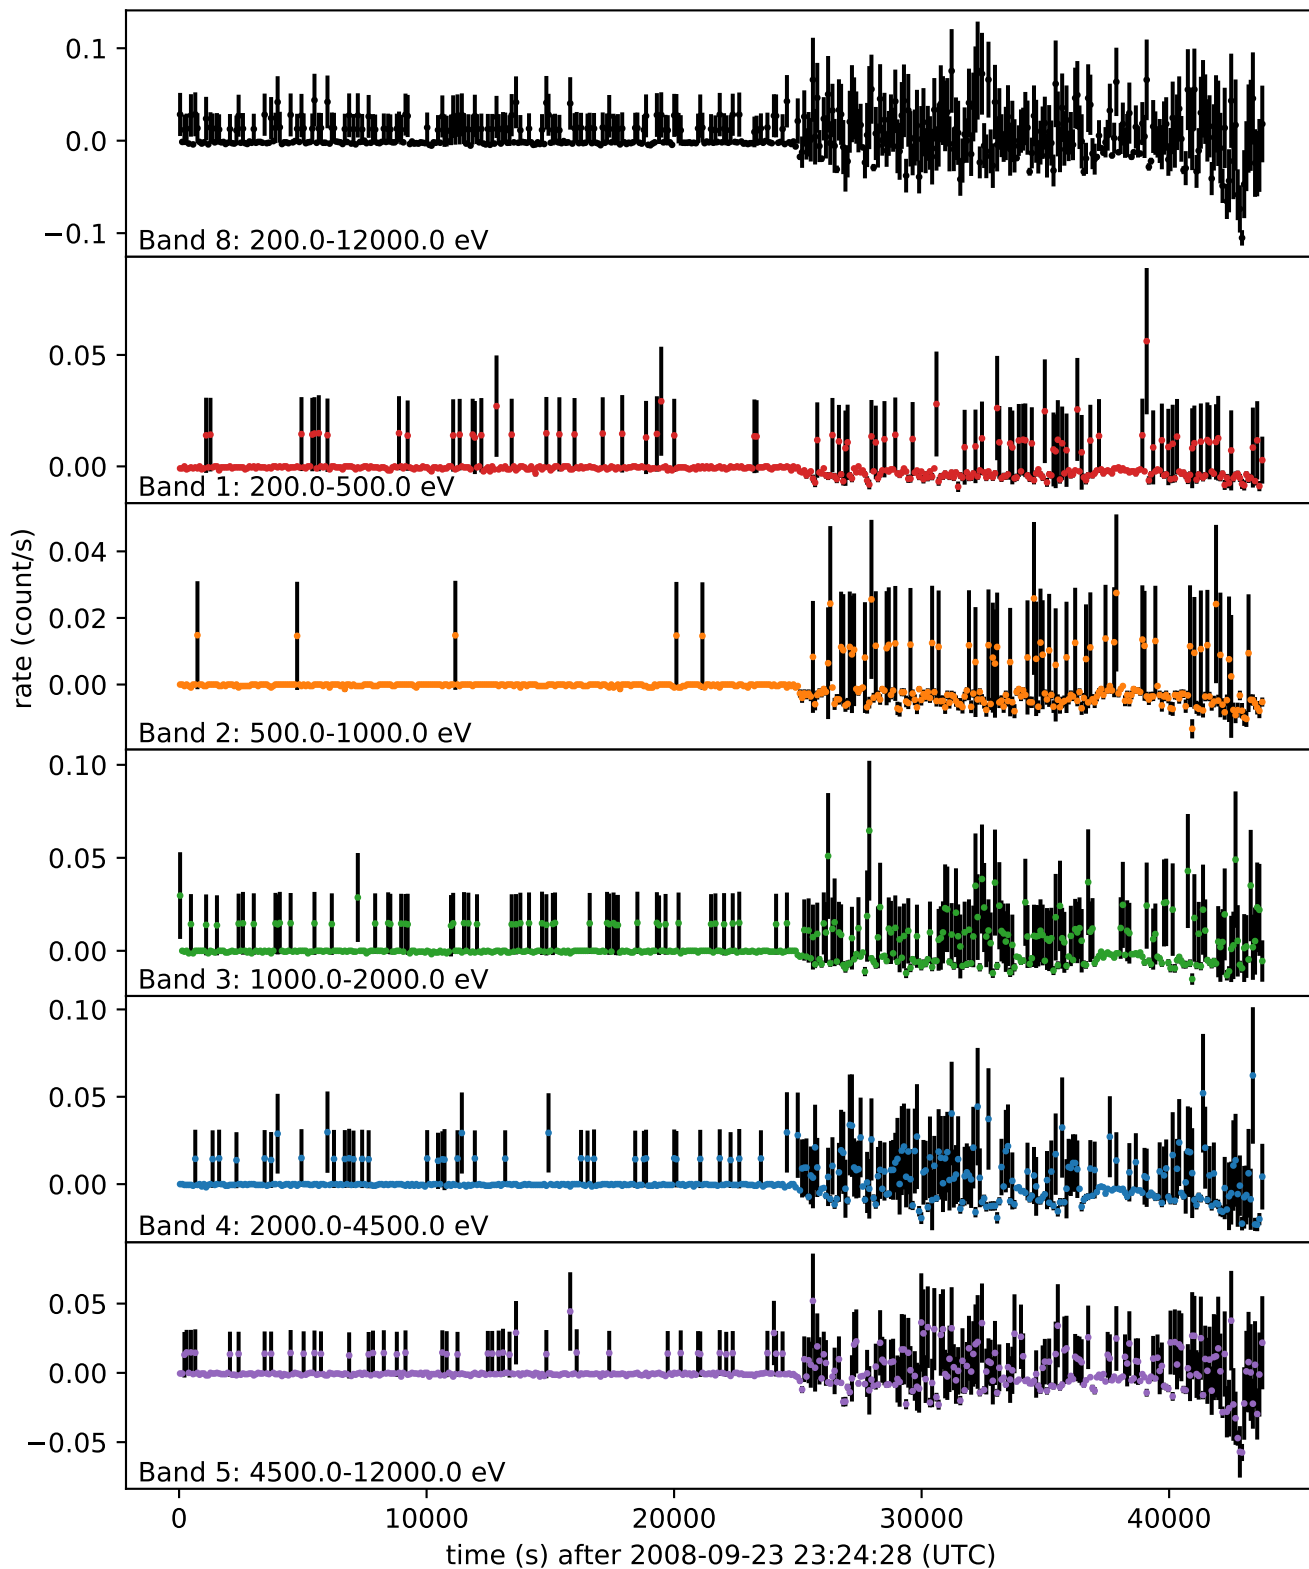 0.1
0.0
−0.1
Band 8: 200.0-12000.0 eV
0.05
0.00
Band 1: 200.0-500.0 eV
rate (count/s)
0.04
0.02
0.00
Band 2: 500.0-1000.0 eV
0.10
0.05
0.00
Band 3: 1000.0-2000.0 eV
0.10
0.05
0.00
Band 4: 2000.0-4500.0 eV
0.05
0.00
−0.05
Band 5: 4500.0-12000.0 eV
0 10000 20000 30000 40000
time (s) after 2008-09-23 23:24:28 (UTC)